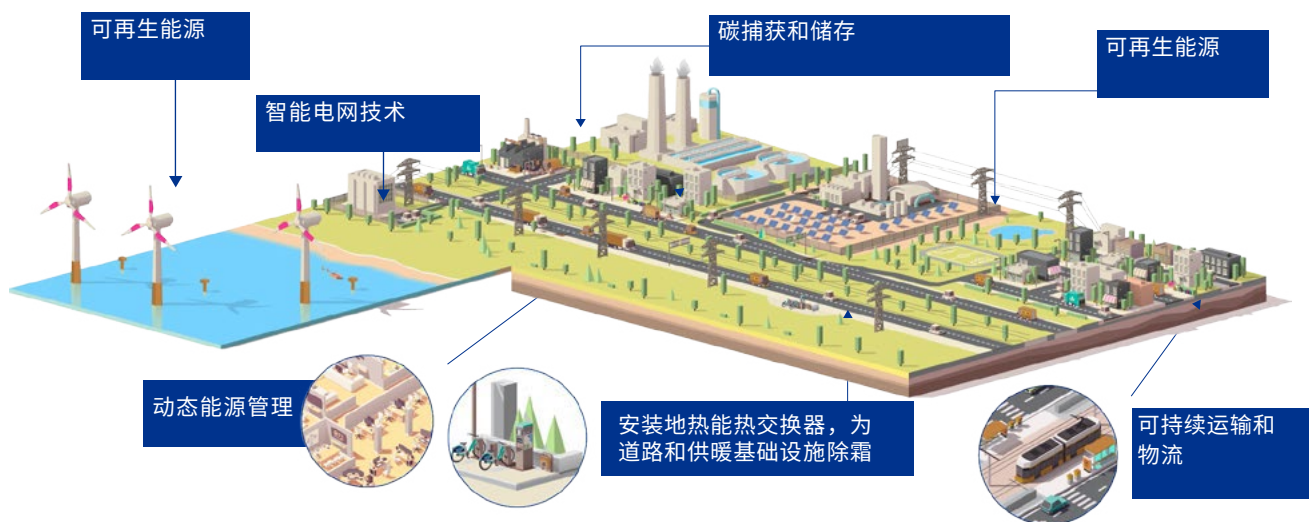 可再生能源
碳捕获和储存
可再生能源
智能电网技术
动态能源管理
安装地热能热交换器，为
道路和供暖基础设施除霜
可持续运输和
物流